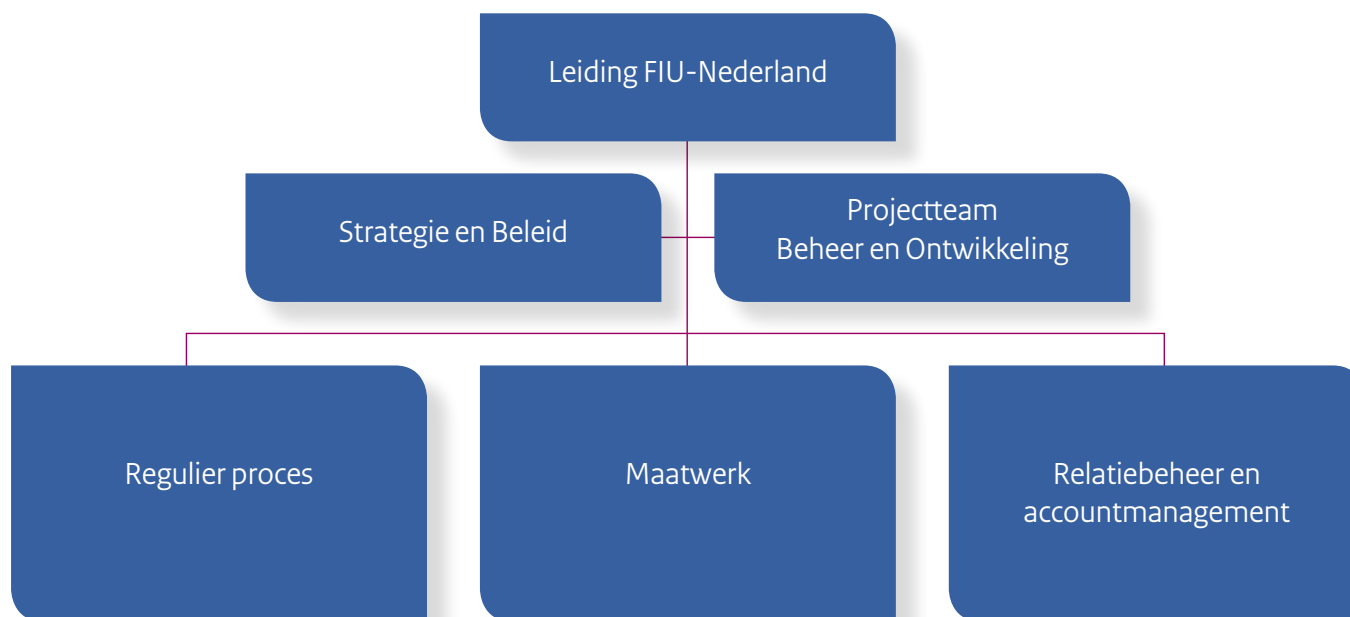 Leiding FIU-Nederland
Strategie en Beleid
Projectteam
Beheer en Ontwikkeling
Regulier proces
Maatwerk
Relatiebeheer en
accountmanagement